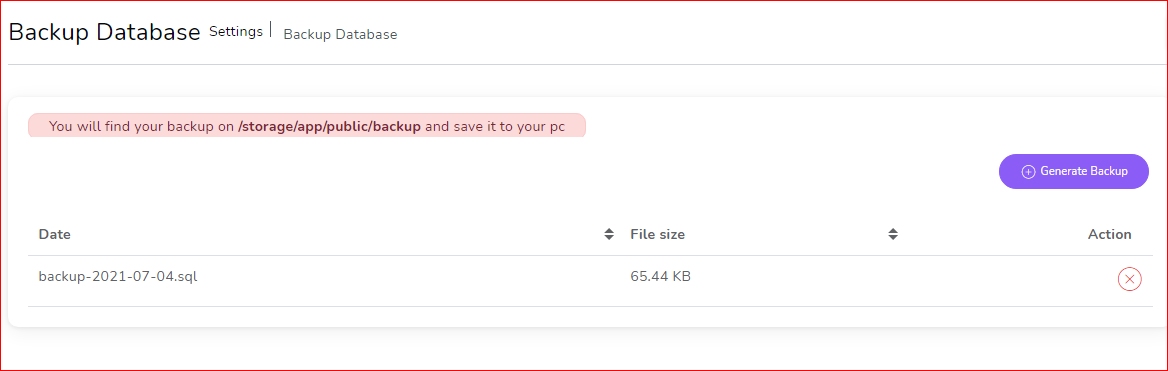 Backup Database Settings | Backup Database
You will find your backup on /storage/app/public/backup and save it to your pc
Generate Backup
Date File size Action
backup-2021-07-04.sql 65.44 KB